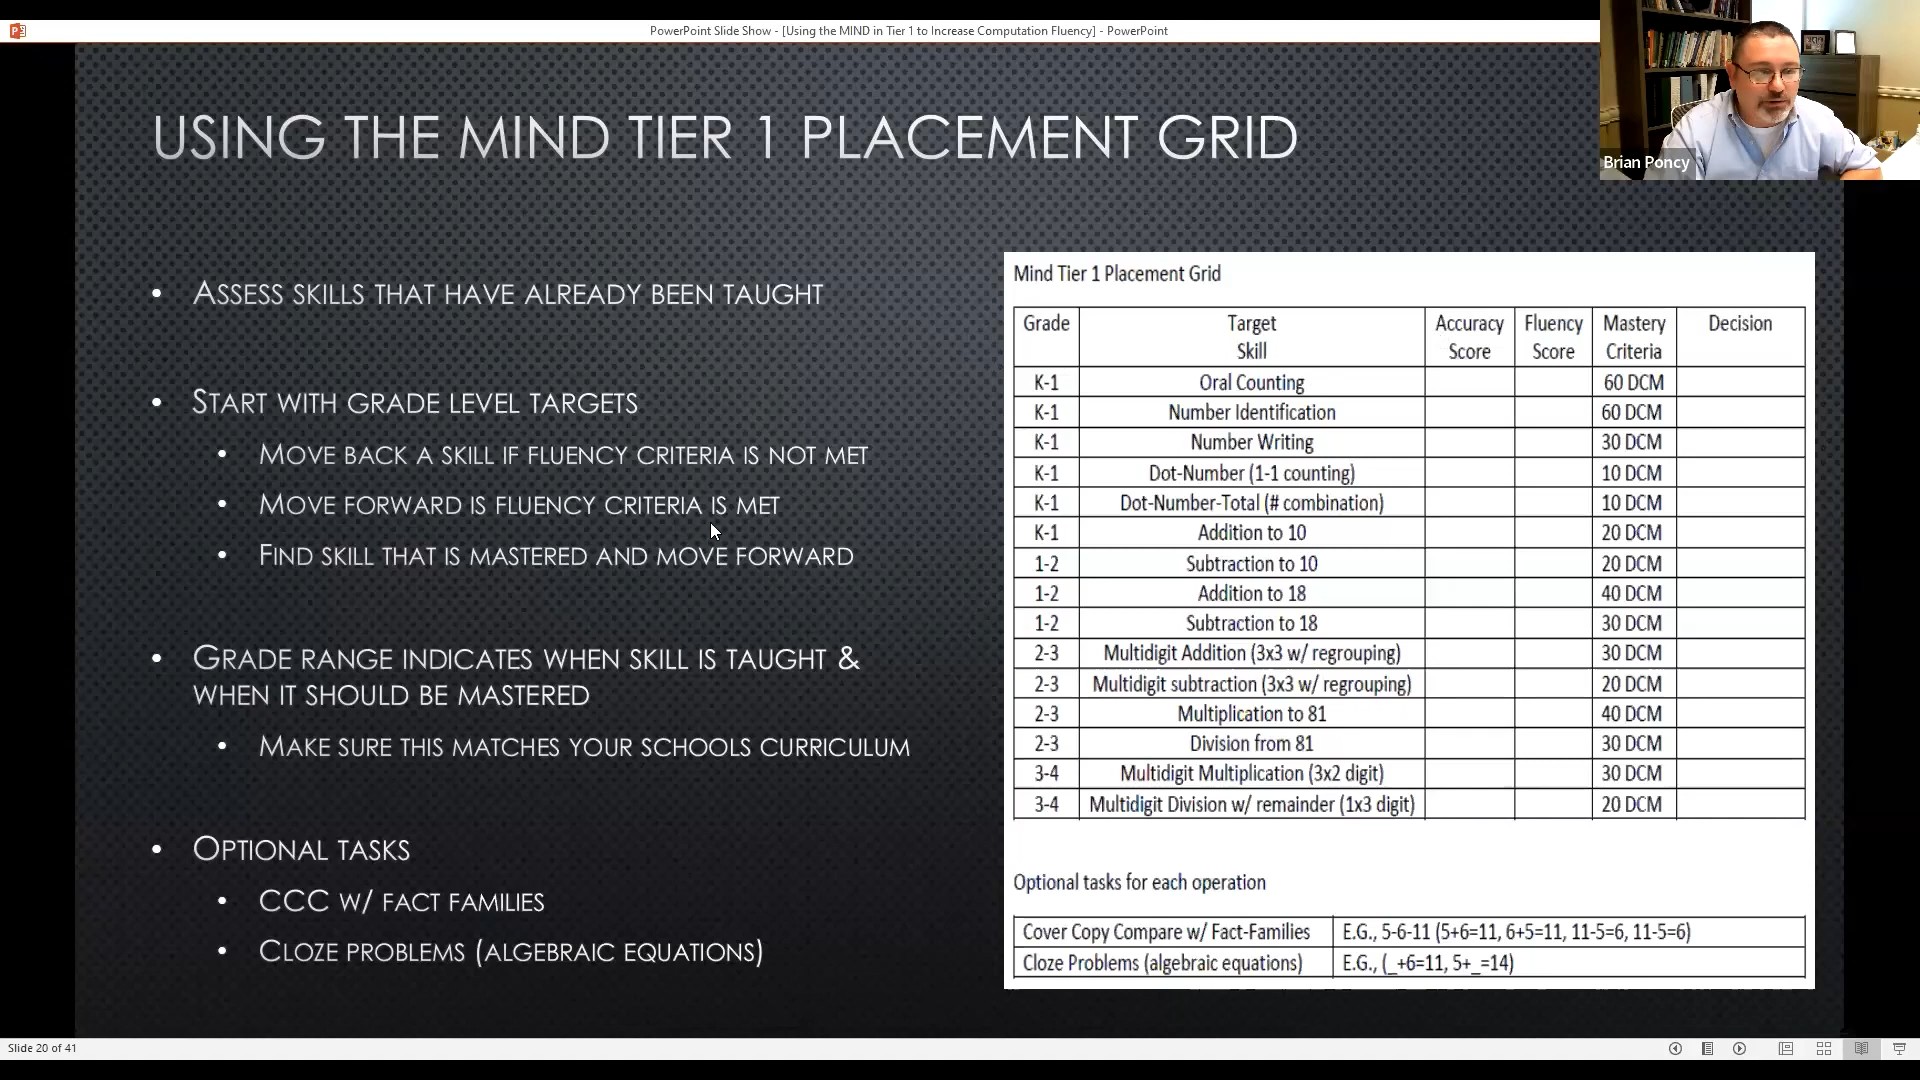 PowerPoint Slide Show - [Using the MIND in Tier 1 to Increase Computation Fluency] - PowerPoint
Brian Poncy
USING THE MIND TIER 1 PLACEMENT GRID
• ASSESS SKILLS THAT HAVE ALREADY BEEN TAUGHT
• START WITH GRADE LEVEL TARGETS
• MOVE BACK A SKILL IF FLUENCY CRITERIA IS NOT MET
• MOVE FORWARD IS FLUENCY CRITERIA IS MET
• FIND SKILL THAT IS MASTERED AND MOVE FORWARD
• GRADE RANGE INDICATES WHEN SKILL IS TAUGHT &
WHEN IT SHOULD BE MASTERED
• MAKE SURE THIS MATCHES YOUR SCHOOLS CURRICULUM
• OPTIONAL TASKS
• CCC W/ FACT FAMILIES
• CLOZE PROBLEMS (ALGEBRAIC EQUATIONS)
Mind Tier 1 Placement Grid
Grade Target Skill Accuracy Score Fluency Score Mastery Criteria Decision
K-1 Oral Counting 60 DCM
K-1 Number Identification 60 DCM
K-1 Number Writing 30 DCM
K-1 Dot-Number (1-1 counting) 10 DCM
K-1 Dot-Number-Total (# combination) 10 DCM
K-1 Addition to 10 20 DCM
1-2 Subtraction to 10 20 DCM
1-2 Addition to 18 40 DCM
1-2 Subtraction to 18 30 DCM
2-3 Multidigit Addition (3x3 w/ regrouping) 30 DCM
2-3 Multidigit subtraction (3x3 w/ regrouping) 20 DCM
2-3 Multiplication to 81 40 DCM
2-3 Division from 81 30 DCM
3-4 Multidigit Multiplication (3x2 digit) 30 DCM
3-4 Multidigit Division w/ remainder (1x3 digit) 20 DCM
Optional tasks for each operation
Cover Copy Compare w/ Fact-Families E.G., 5-6-11 (5+6=11, 6+5=11, 11-5=6, 11-5=6)
Cloze Problems (algebraic equations) E.G., (_+6=11, 5+_=14)
Slide 20 of 41